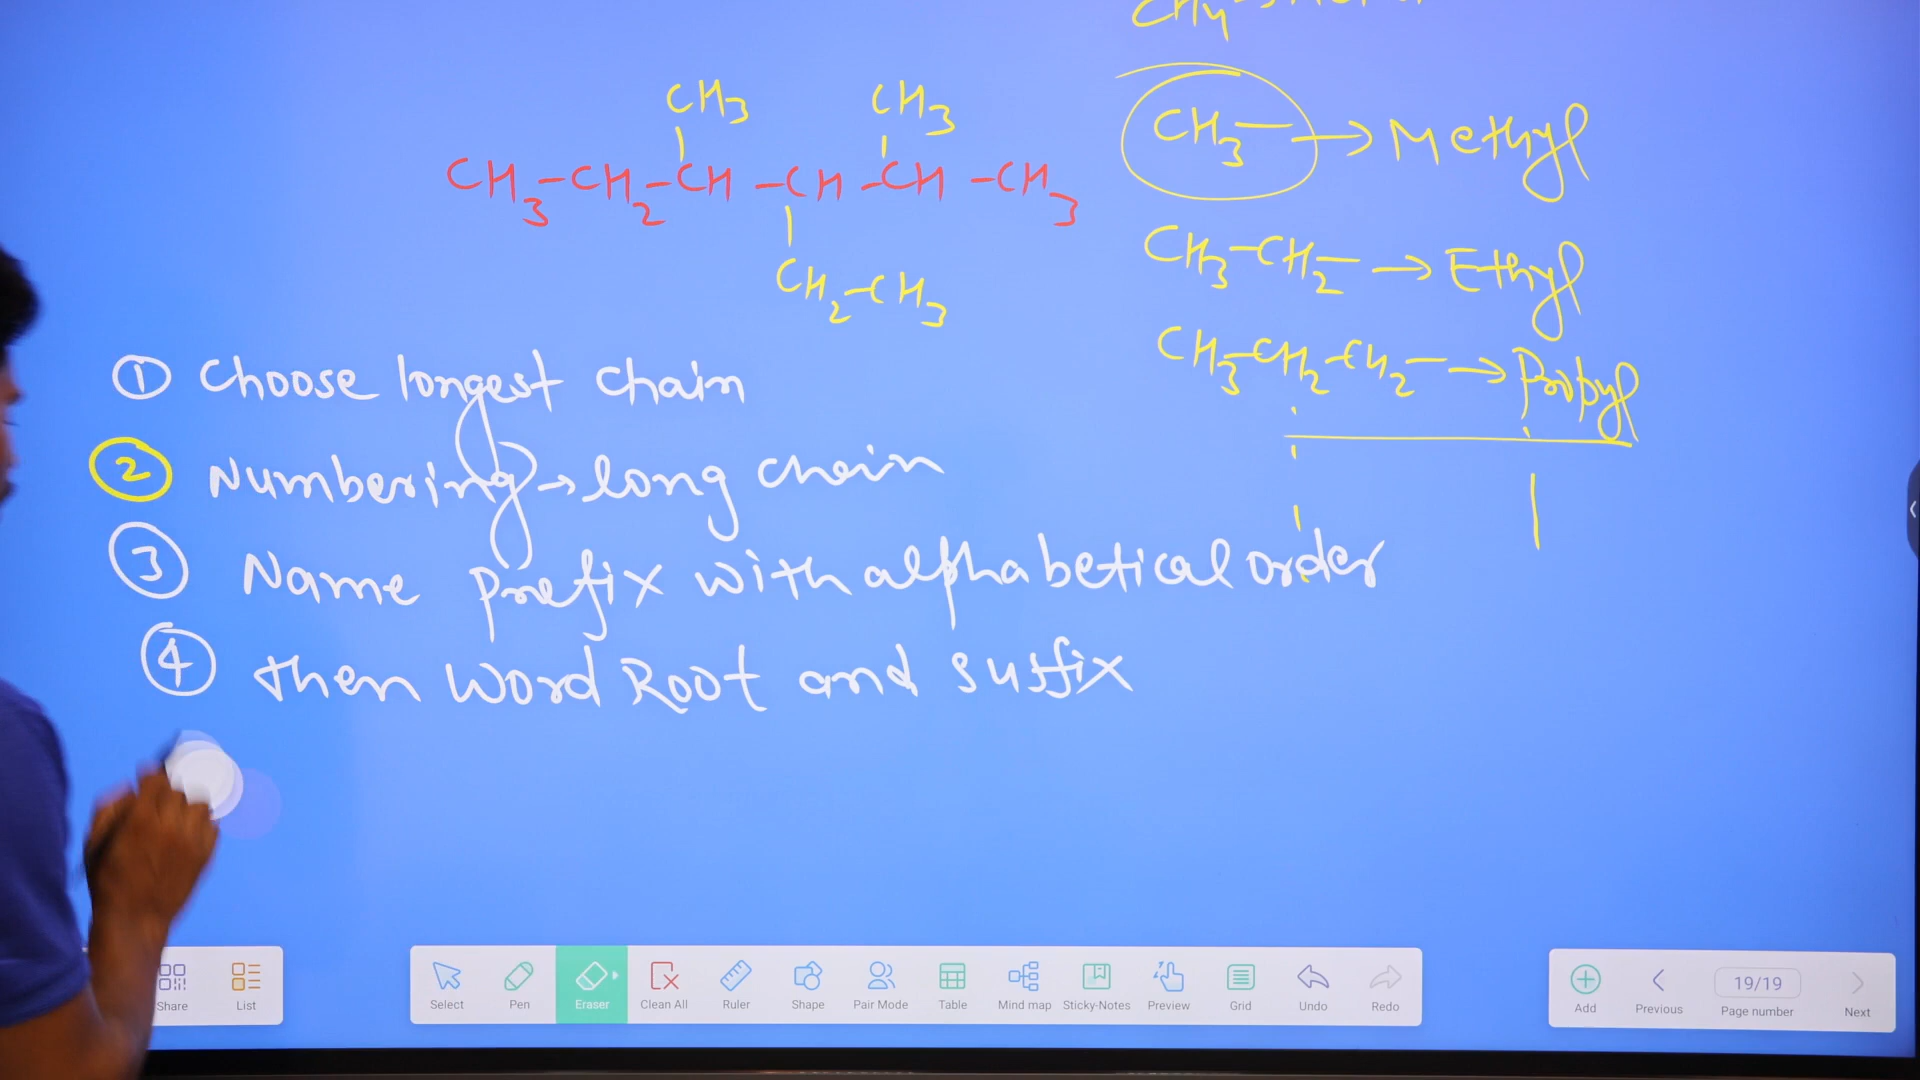 CH3 CH3
CH3-CH2-CH-CH-CH-CH3
CH2-CH3
CH3— → Methyl
CH3-CH2— → Ethyl
CH3-CH2-CH2— → Propyl
① Choose longest chain
② Numbering → long chain
③ Name prefix with alphabetical order
④ then Word Root and suffix
Share List
Select Pen Eraser Clean All Ruler Shape Pair Mode Table Mind map Sticky-Notes Preview Grid Undo Redo
19/19
Add Previous Page number Next